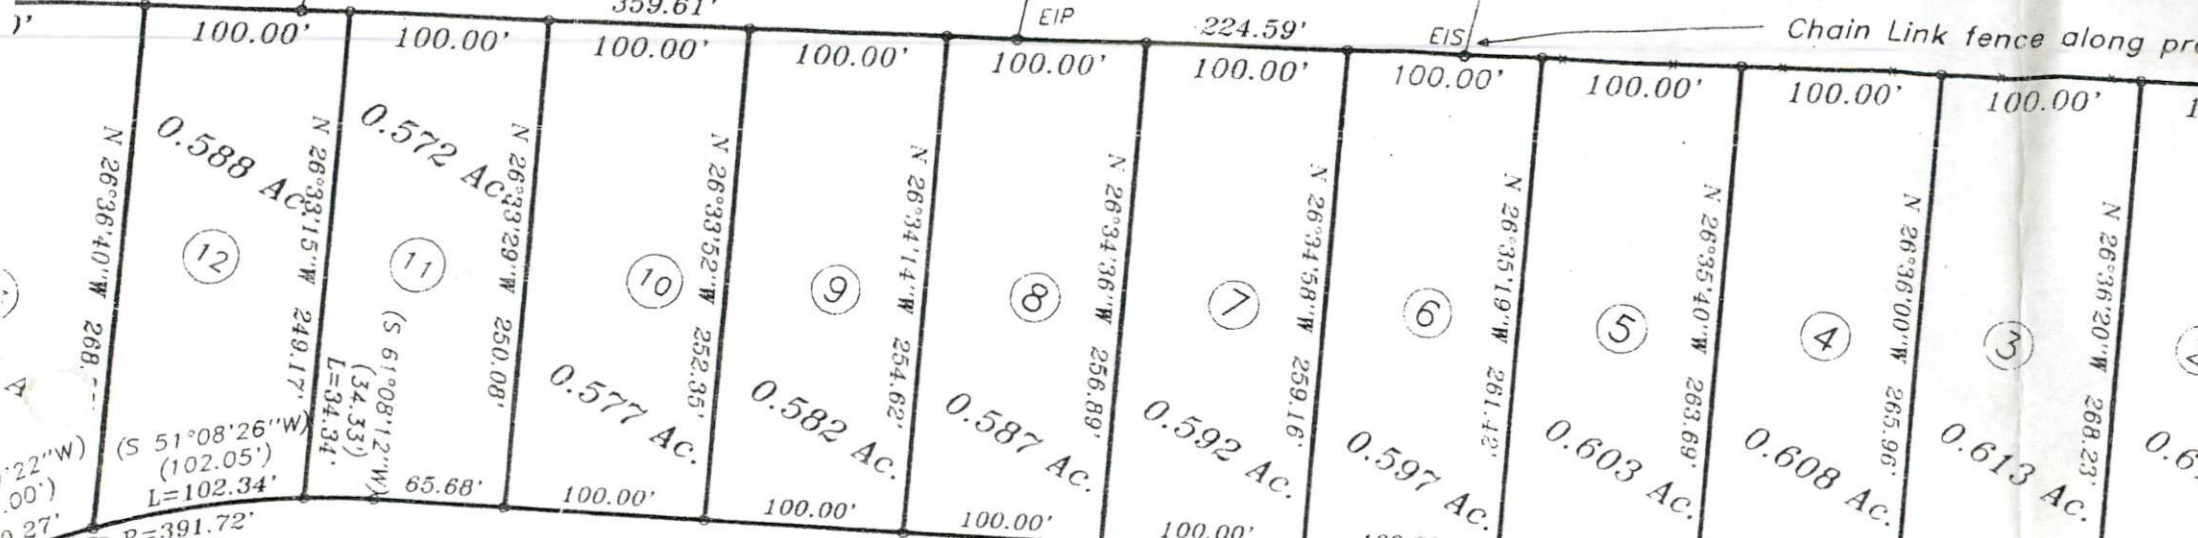 )'
359.61'
EIP
224.59'
EIS
Chain Link fence along
100.00'
100.00'
100.00'
100.00'
100.00'
100.00'
100.00'
100.00'
100.00'
100.00'
1
N 26°36'40"W 268.
0.588 Ac.
12
N 26°33'15"W 249.17'
0.572 Ac.
11
N 26°33'29"W 250.08'
10
0.577 Ac.
N 26°33'52"W 252.35'
9
0.582 Ac.
N 26°34'14"W 254.62'
8
0.587 Ac.
N 26°34'36"W 256.89'
7
0.592 Ac.
N 26°34'58"W 259.16'
6
0.597 Ac.
N 26°35'19"W 261.42'
5
0.603 Ac.
N 26°35'40"W 263.69'
4
0.608 Ac.
N 26°36'00"W 265.96'
3
0.613 Ac.
N 26°36'20"W 268.23'
0.6
A
'22"W)
.00')
0.27'
(S 51°08'26"W)
(102.05')
L=102.34'
R=391.72'
(S 61°08'12"W)
(34.33')
L=34.34'
65.68'
100.00'
100.00'
100.00'
100.00'